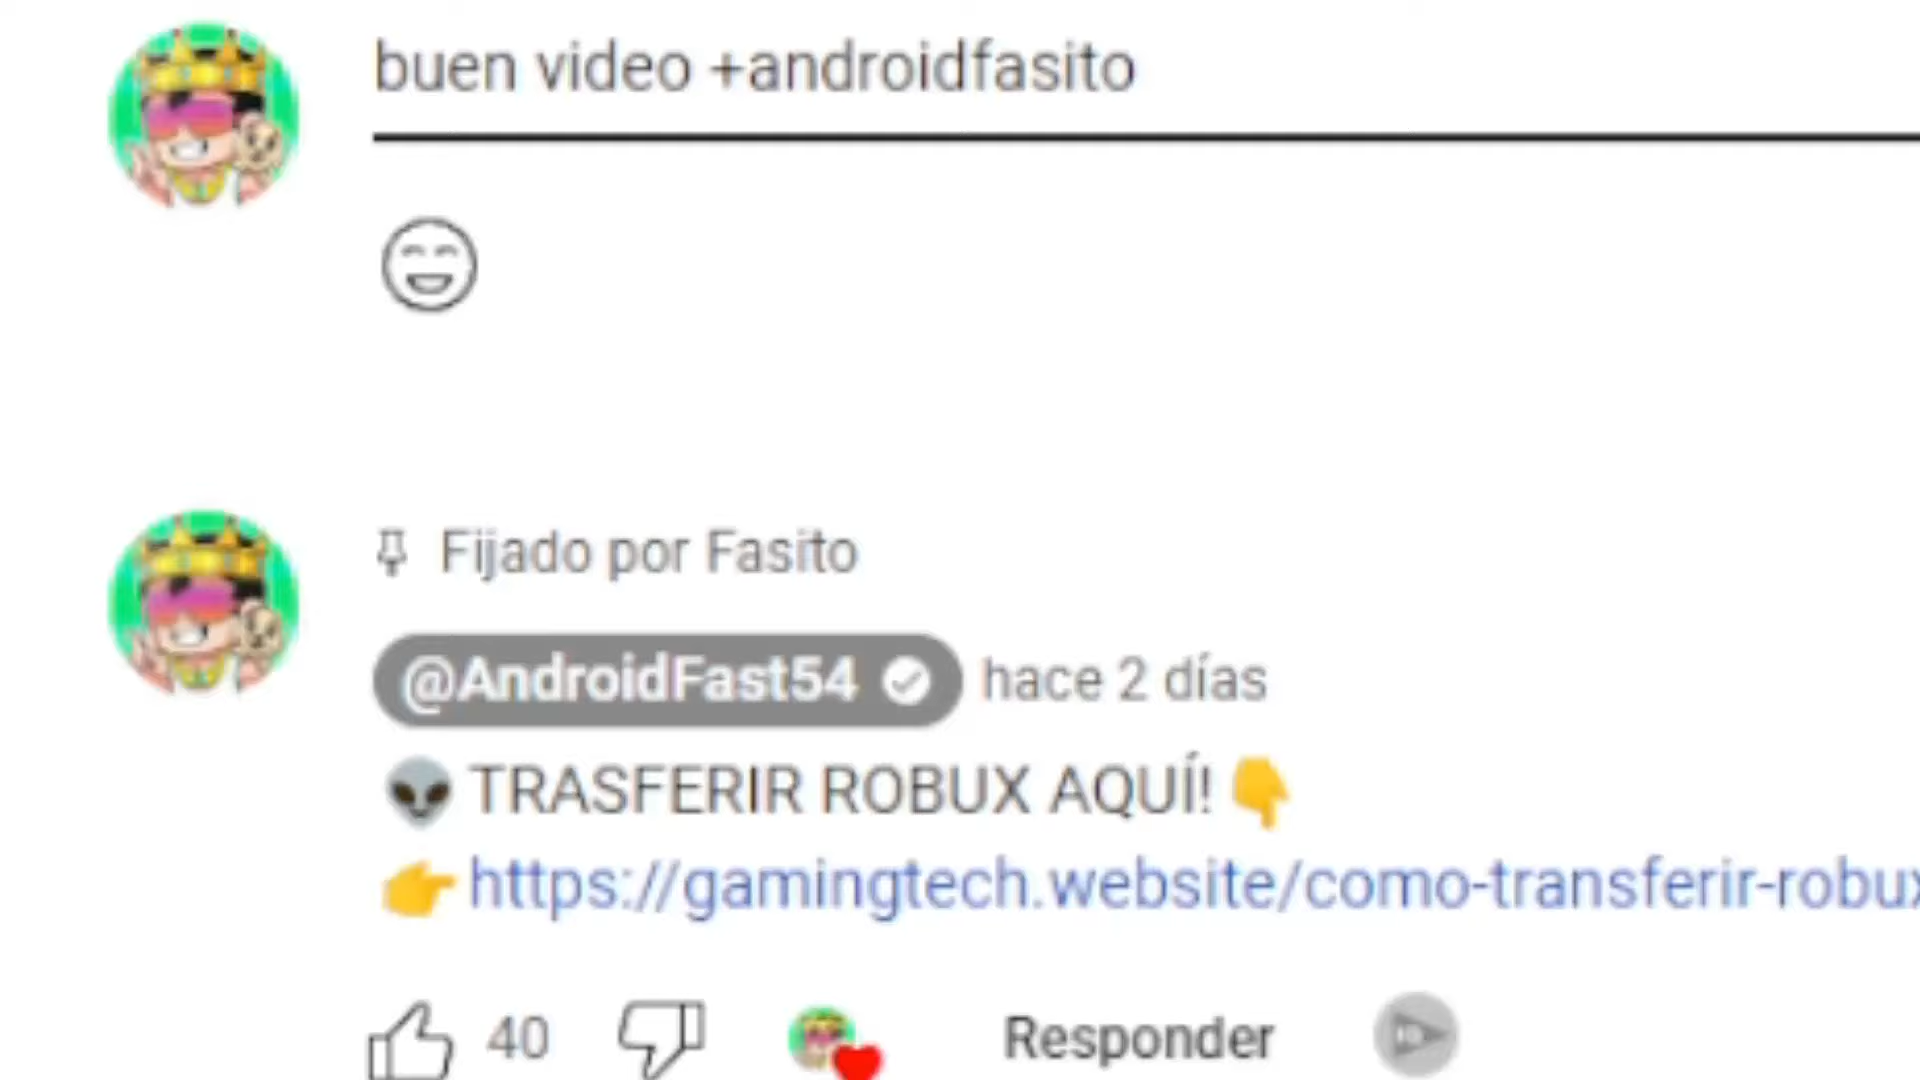 buen video +androidfasito
Fijado por Fasito
@AndroidFast54 hace 2 días
TRASFERIR ROBUX AQUÍ!
https://gamingtech.website/como-transferir-robux
40 Responder